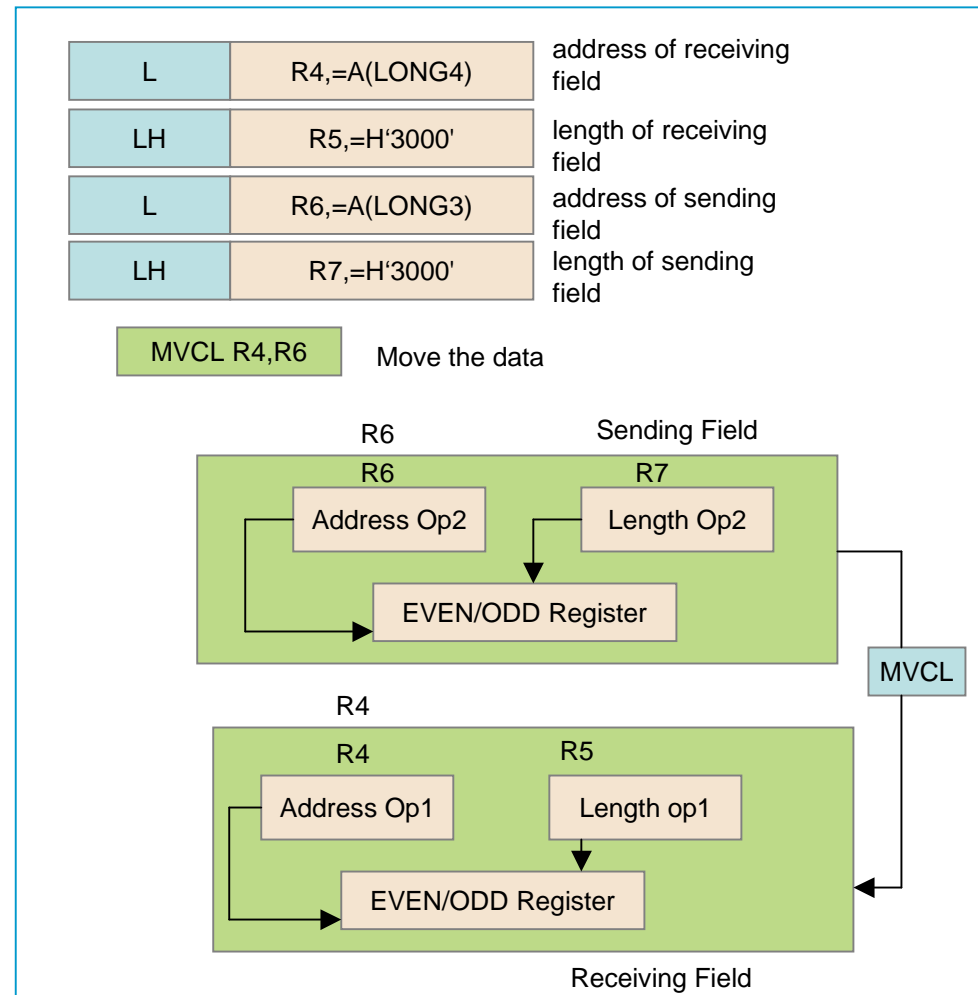 L
R4,=A(LONG4)
address of receiving
field
LH
R5,=H‘3000'
length of receiving
field
L
R6,=A(LONG3)
address of sending
field
LH
R7,=H‘3000'
length of sending
field
MVCL R4,R6
Move the data
R6
Sending Field
R6
R7
Address Op2
Length Op2
EVEN/ODD Register
MVCL
R4
R4
R5
Address Op1
Length op1
EVEN/ODD Register
Receiving Field